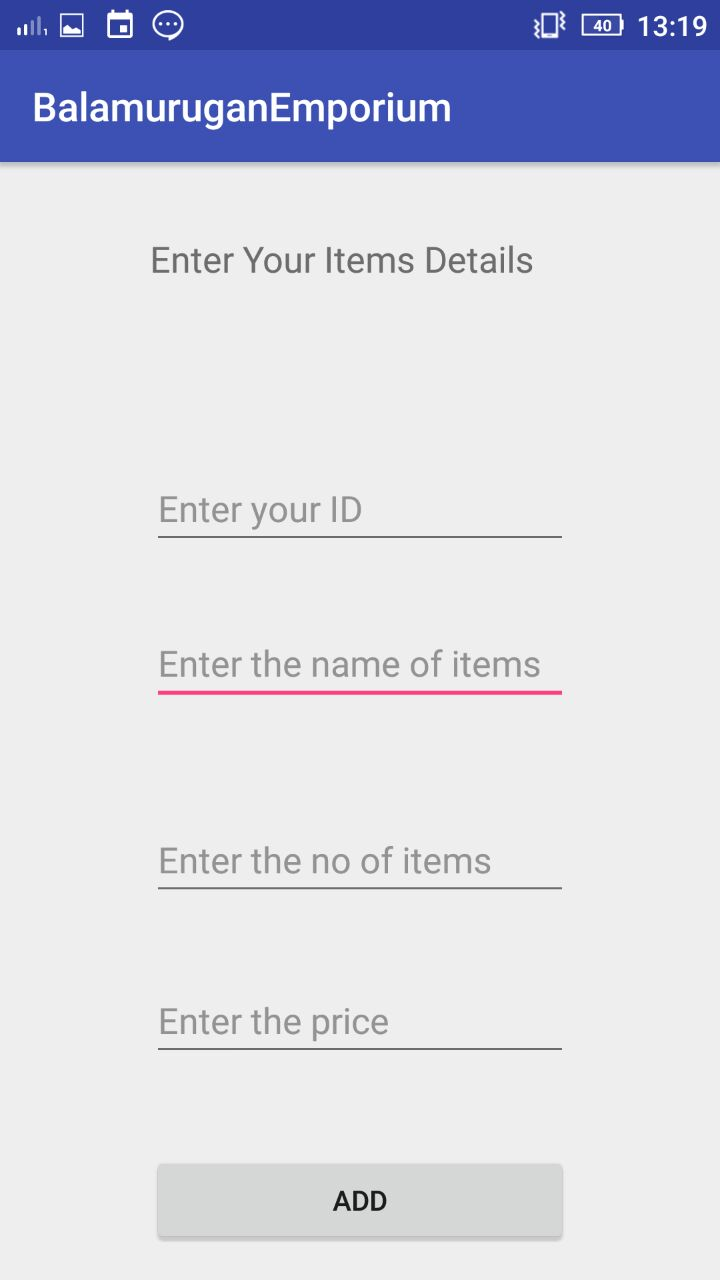 40 13:19
BalamuruganEmporium
Enter Your Items Details
Enter your ID
Enter the name of items
Enter the no of items
Enter the price
ADD